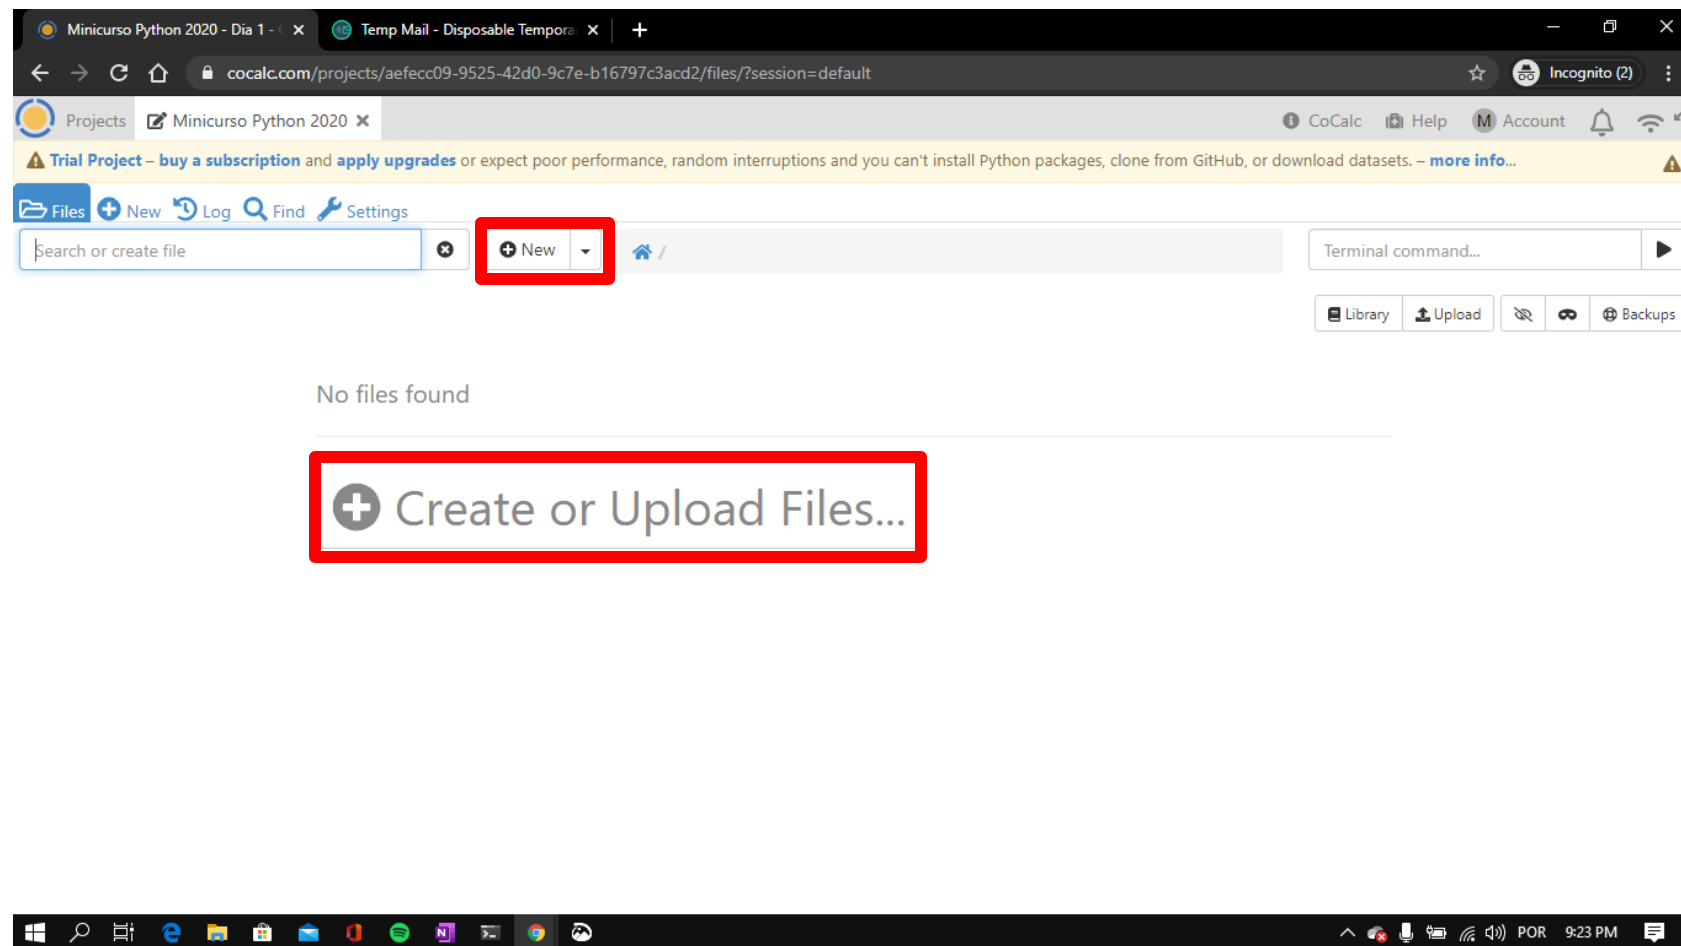 Minicurso Python 2020 - Dia 1 -
Temp Mail - Disposable Tempora
cocalc.com/projects/aefecc09-9525-42d0-9c7e-b16797c3acd2/files/?session=default
Incognito (2)
Projects
Minicurso Python 2020
CoCalc
Help
M Account
Trial Project – buy a subscription and apply upgrades or expect poor performance, random interruptions and you can't install Python packages, clone from GitHub, or download datasets. – more info...
Files
New
Log
Find
Settings
Search or create file
New
/
Terminal command...
Library
Upload
Backups
No files found
Create or Upload Files...
POR
9:23 PM